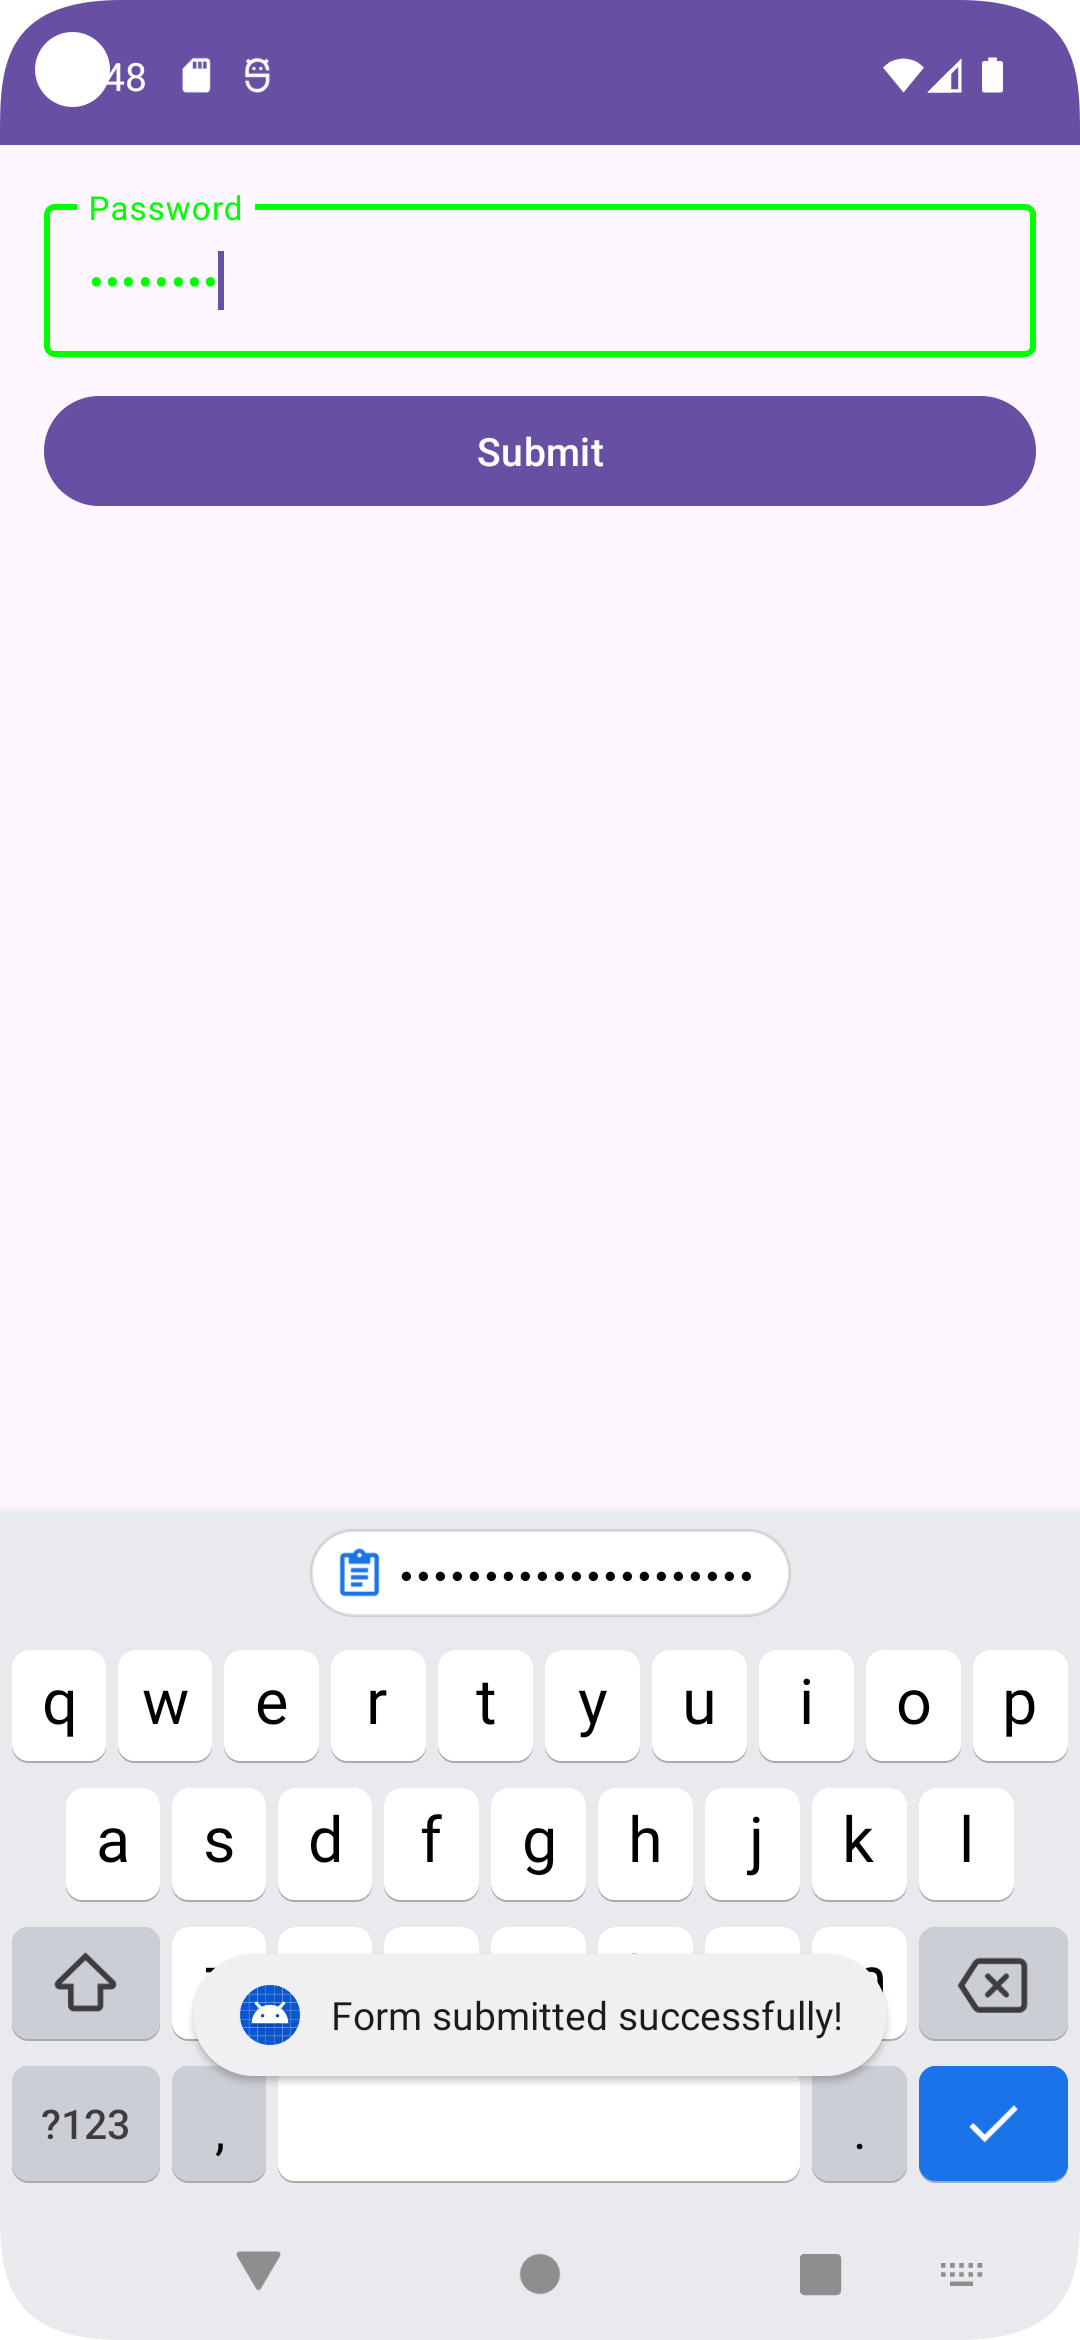 48
Password
••••••••
Submit
•••••••••••••••••••••
q w e r t y u i o p
a s d f g h j k l
Form submitted successfully!
?123 , .